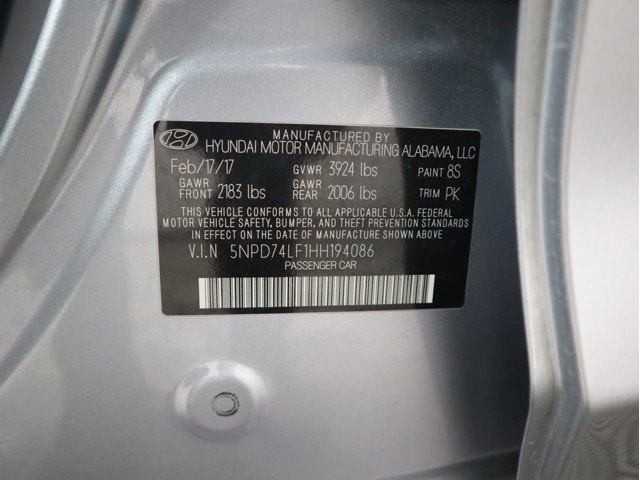 MANUFACTURED BY
HYUNDAI MOTOR MANUFACTURING ALABAMA, LLC
Feb/17/17 GVWR 3924 lbs PAINT 8S
GAWR FRONT 2183 lbs GAWR REAR 2006 lbs TRIM PK
THIS VEHICLE CONFORMS TO ALL APPLICABLE U.S.A. FEDERAL
MOTOR VEHICLE SAFETY, BUMPER, AND THEFT PREVENTION STANDARDS
IN EFFECT ON THE DATE OF MANUFACTURE SHOWN ABOVE.
V.I.N 5NPD74LF1HH194086
PASSENGER CAR